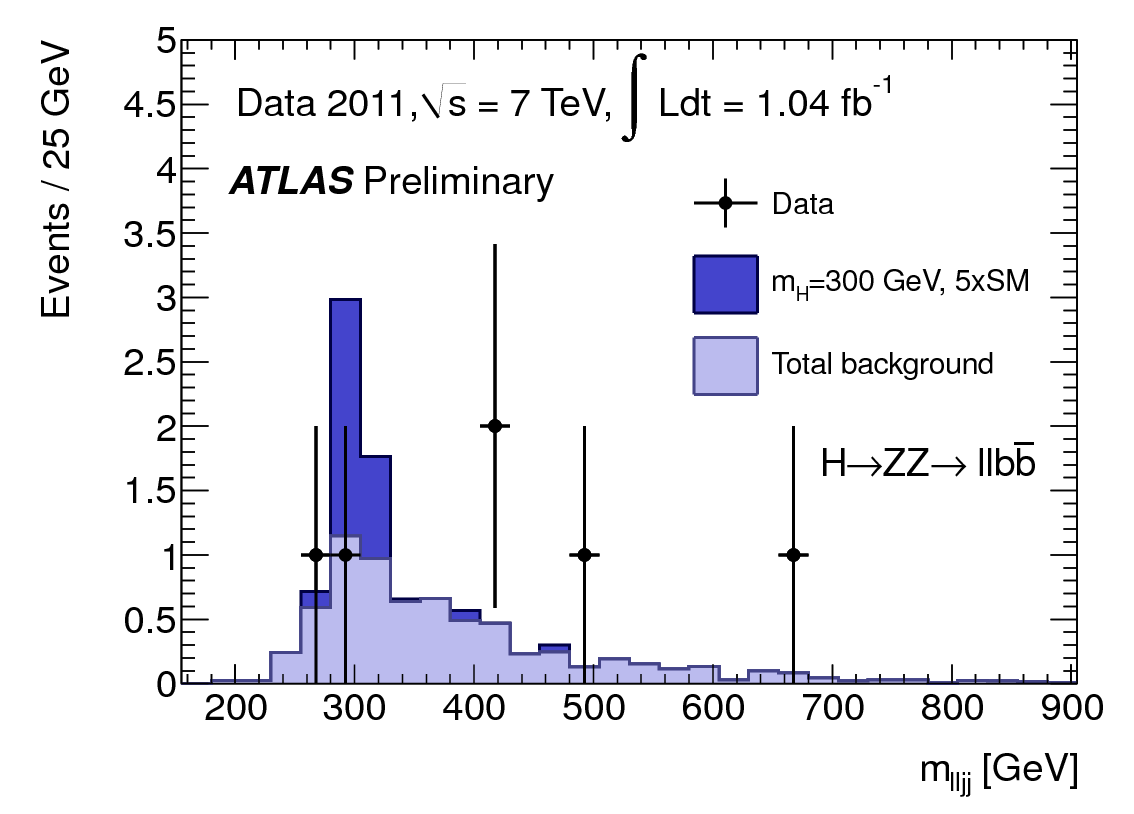 Events / 25 GeV
5
4.5
4
3.5
3
2.5
2
1.5
1
0.5
0
Data 2011, √s = 7 TeV, ∫ Ldt = 1.04 fb⁻¹
ATLAS Preliminary
Data
m_H=300 GeV, 5xSM
Total background
H→ZZ→ llbb̅
200 300 400 500 600 700 800 900
m_lljj [GeV]